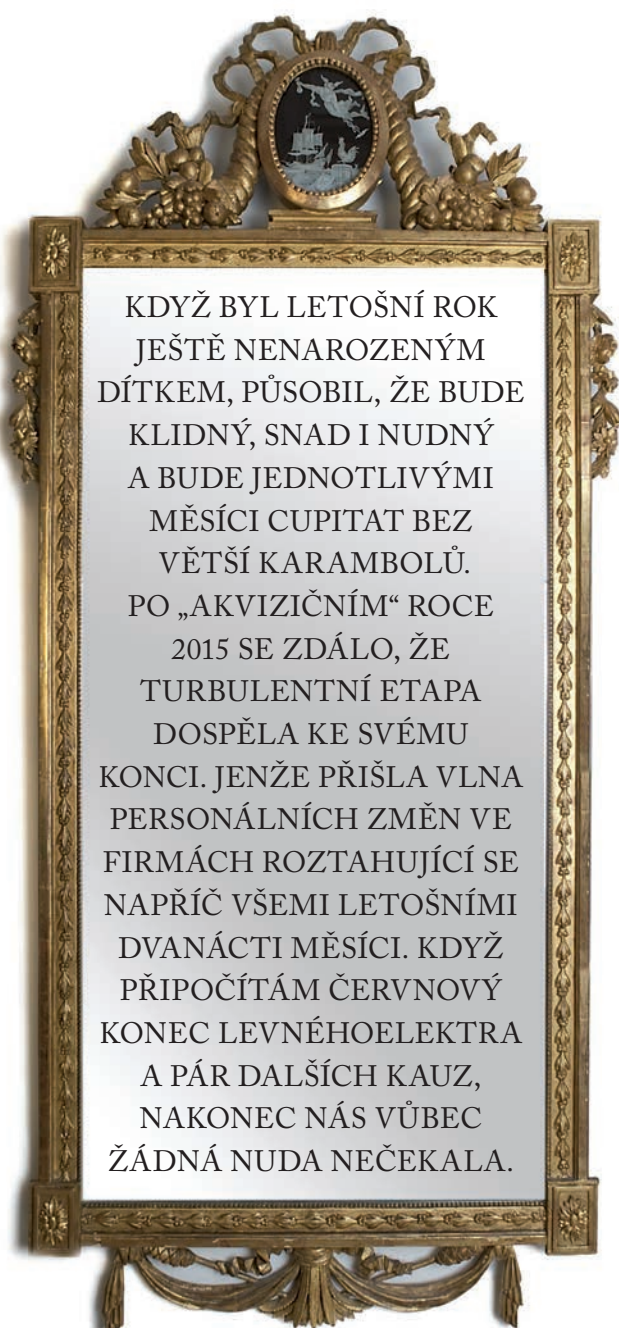 KDYŽ BYL LETOŠNÍ ROK
JEŠTĚ NENAROZENÝM
DÍTKEM, PŮSOBIL, ŽE BUDE
KLIDNÝ, SNAD I NUDNÝ
A BUDE JEDNOTLIVÝMI
MĚSÍCI CUPITAT BEZ
VĚTŠÍ KARAMBOLŮ.
PO „AKVIZIČNÍM“ ROCE
2015 SE ZDÁLO, ŽE
TURBULENTNÍ ETAPA
DOSPĚLA KE SVÉMU
KONCI. JENŽE PŘIŠLA VLNA
PERSONÁLNÍCH ZMĚN VE
FIRMÁCH ROZTAHUJÍCÍ SE
NAPŘÍČ VŠEMI LETOŠNÍMI
DVANÁCTI MĚSÍCI. KDYŽ
PŘIPOČÍTÁM ČERVNOVÝ
KONEC LEVNÉHOELEKTRA
A PÁR DALŠÍCH KAUZ,
NAKONEC NÁS VŮBEC
ŽÁDNÁ NUDA NEČEKALA.